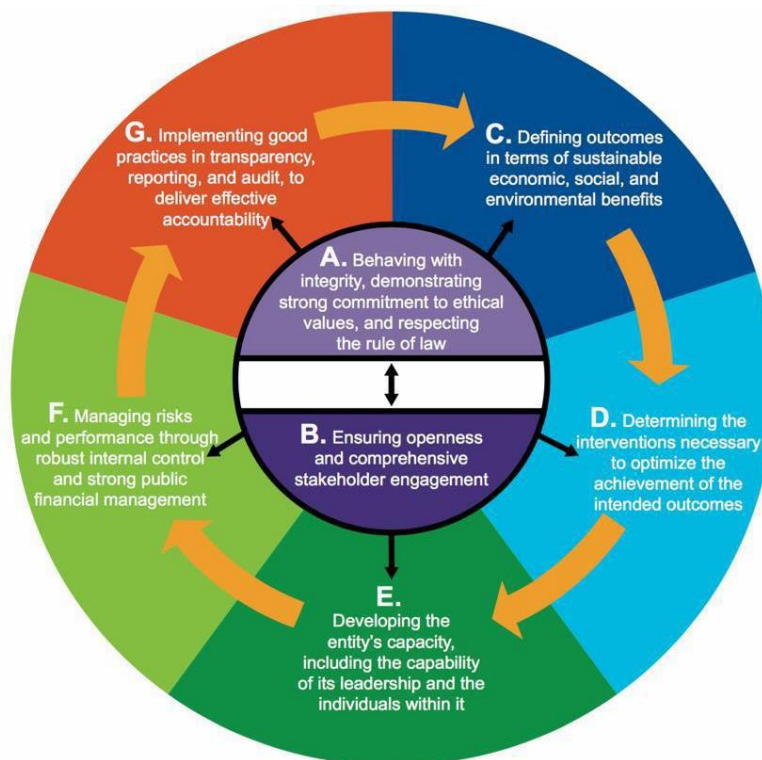 A. Behaving with
integrity, demonstrating
strong commitment to ethical
values, and respecting
the rule of law
B. Ensuring openness
and comprehensive
stakeholder engagement
C. Defining outcomes
in terms of sustainable
economic, social, and
environmental benefits
D. Determining the
interventions necessary
to optimize the
achievement of the
intended outcomes
E.
Developing the
entity's capacity,
including the capability
of its leadership and the
individuals within it
F. Managing risks
and performance through
robust internal control
and strong public
financial management
G. Implementing good
practices in transparency,
reporting, and audit, to
deliver effective
accountability